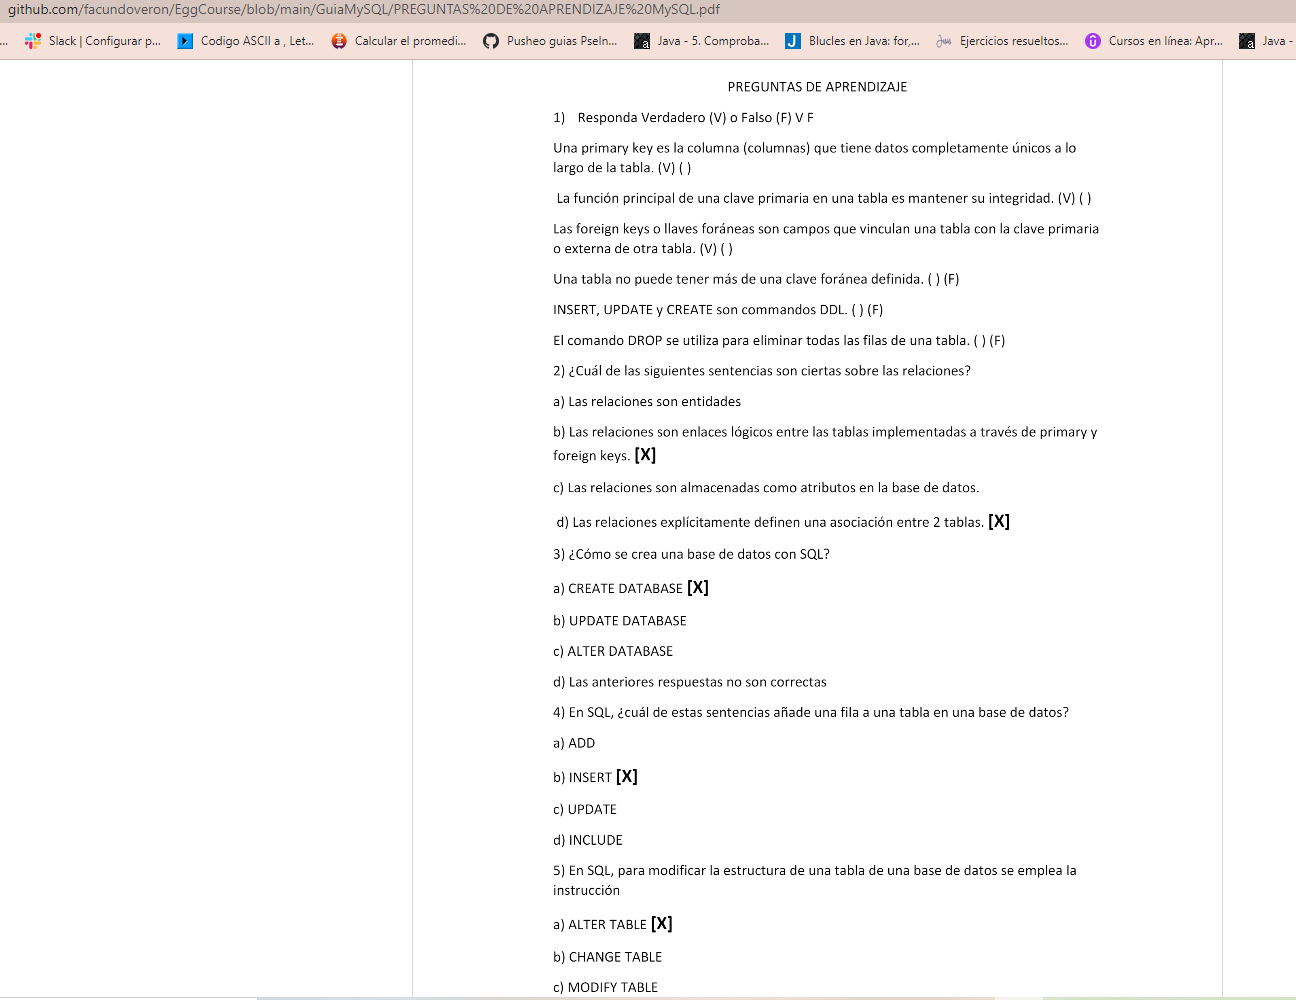 github.com/facundoveron/EggCourse/blob/main/GuiaMySQL/PREGUNTAS%20DE%20APRENDIZAJE%20MySQL.pdf
... Slack | Configurar p... Codigo ASCII a , Let... Calcular el promedi... Pusheo guias PseIn... Java - 5. Comproba... Blucles en Java: for,... Ejercicios resueltos... Cursos en línea: Apr... Java -
PREGUNTAS DE APRENDIZAJE
1) Responda Verdadero (V) o Falso (F) V F
Una primary key es la columna (columnas) que tiene datos completamente únicos a lo
largo de la tabla. (V) ( )
La función principal de una clave primaria en una tabla es mantener su integridad. (V) ( )
Las foreign keys o llaves foráneas son campos que vinculan una tabla con la clave primaria
o externa de otra tabla. (V) ( )
Una tabla no puede tener más de una clave foránea definida. ( ) (F)
INSERT, UPDATE y CREATE son commandos DDL. ( ) (F)
El comando DROP se utiliza para eliminar todas las filas de una tabla. ( ) (F)
2) ¿Cuál de las siguientes sentencias son ciertas sobre las relaciones?
a) Las relaciones son entidades
b) Las relaciones son enlaces lógicos entre las tablas implementadas a través de primary y
foreign keys. [X]
c) Las relaciones son almacenadas como atributos en la base de datos.
d) Las relaciones explícitamente definen una asociación entre 2 tablas. [X]
3) ¿Cómo se crea una base de datos con SQL?
a) CREATE DATABASE [X]
b) UPDATE DATABASE
c) ALTER DATABASE
d) Las anteriores respuestas no son correctas
4) En SQL, ¿cuál de estas sentencias añade una fila a una tabla en una base de datos?
a) ADD
b) INSERT [X]
c) UPDATE
d) INCLUDE
5) En SQL, para modificar la estructura de una tabla de una base de datos se emplea la
instrucción
a) ALTER TABLE [X]
b) CHANGE TABLE
c) MODIFY TABLE